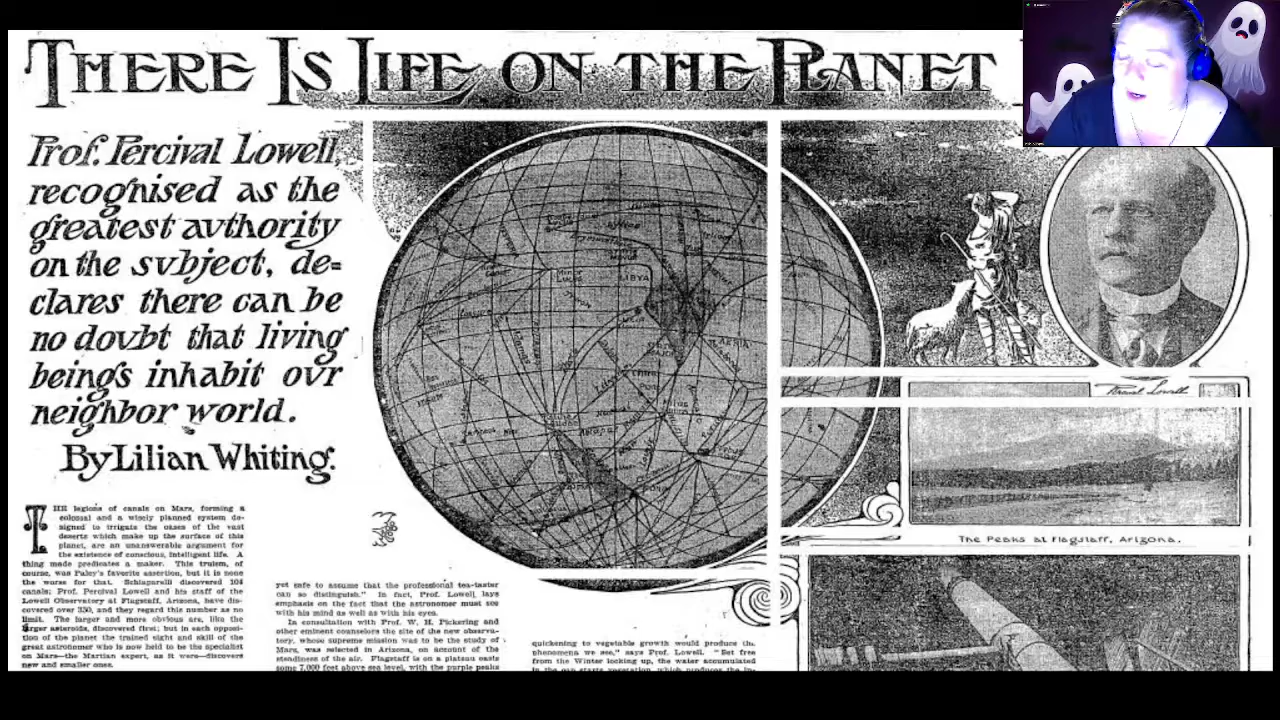 THERE IS LIFE ON THE PLANET
Prof. Percival Lowell,
recognised as the
greatest avthority
on the svbject, de=
clares there can be
no dovbt that living
beings inhabit ovr
neighbor world.
By Lilian Whiting.
THE legions of canals on Mars, forming a
colossal and a wisely planned system de-
signed to irrigate the oases of the vast
deserts which make up the surface of this
planet, are an unanswerable argument for
the existence of conscious, intelligent life. A
thing made predicates a maker. This truism, of
course, was Paley's favorite assertion, but it is none
the worse for that. Schiaparelli discovered 104
canals; Prof. Percival Lowell and his staff of the
Lowell Observatory at Flagstaff, Arizona, have dis-
covered over 350, and they regard this number as no
limit. The larger and more obvious are, like the
larger asteroids, discovered first; but in each opposi-
tion of the planet the trained sight and skill of the
great astronomer who is now held to be the specialist
on Mars—the Martian expert, as it were—discovers
new and smaller ones.
yet safe to assume that the professional tea-taster
can so distinguish." In fact, Prof. Lowell lays
emphasis on the fact that the astronomer must see
with his mind as well as with his eyes.
In consultation with Prof. W. H. Pickering and
other eminent counselors the site of the new observa-
tory, whose supreme mission was to be the study of
Mars, was selected in Arizona, on account of the
steadiness of the air. Flagstaff is on a plateau
some 7,000 feet above sea level, with the purple peaks
quickening to vegetable growth would produce the
phenomena we see," says Prof. Lowell. "Set free
from the Winter locking up, the water accumulated
LIBYA
Percival Lowell
The Peaks at Flagstaff, Arizona.